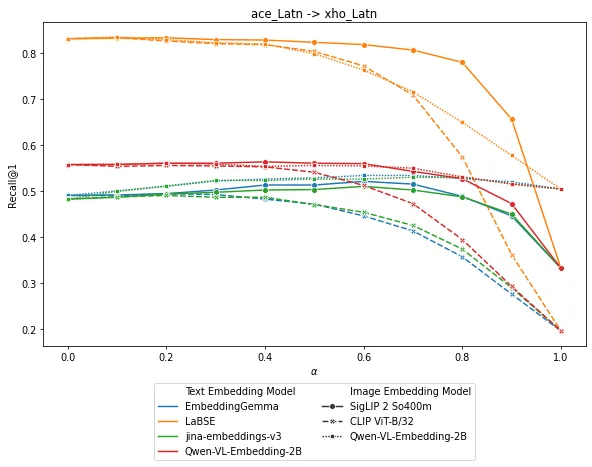 ace_Latn -> xho_Latn
Recall@1
0.8
0.7
0.6
0.5
0.4
0.3
0.2
0.0 0.2 0.4 0.6 0.8 1.0
α
Text Embedding Model Image Embedding Model
EmbeddingGemma SigLIP 2 So400m
LaBSE CLIP ViT-B/32
jina-embeddings-v3 Qwen-VL-Embedding-2B
Qwen-VL-Embedding-2B